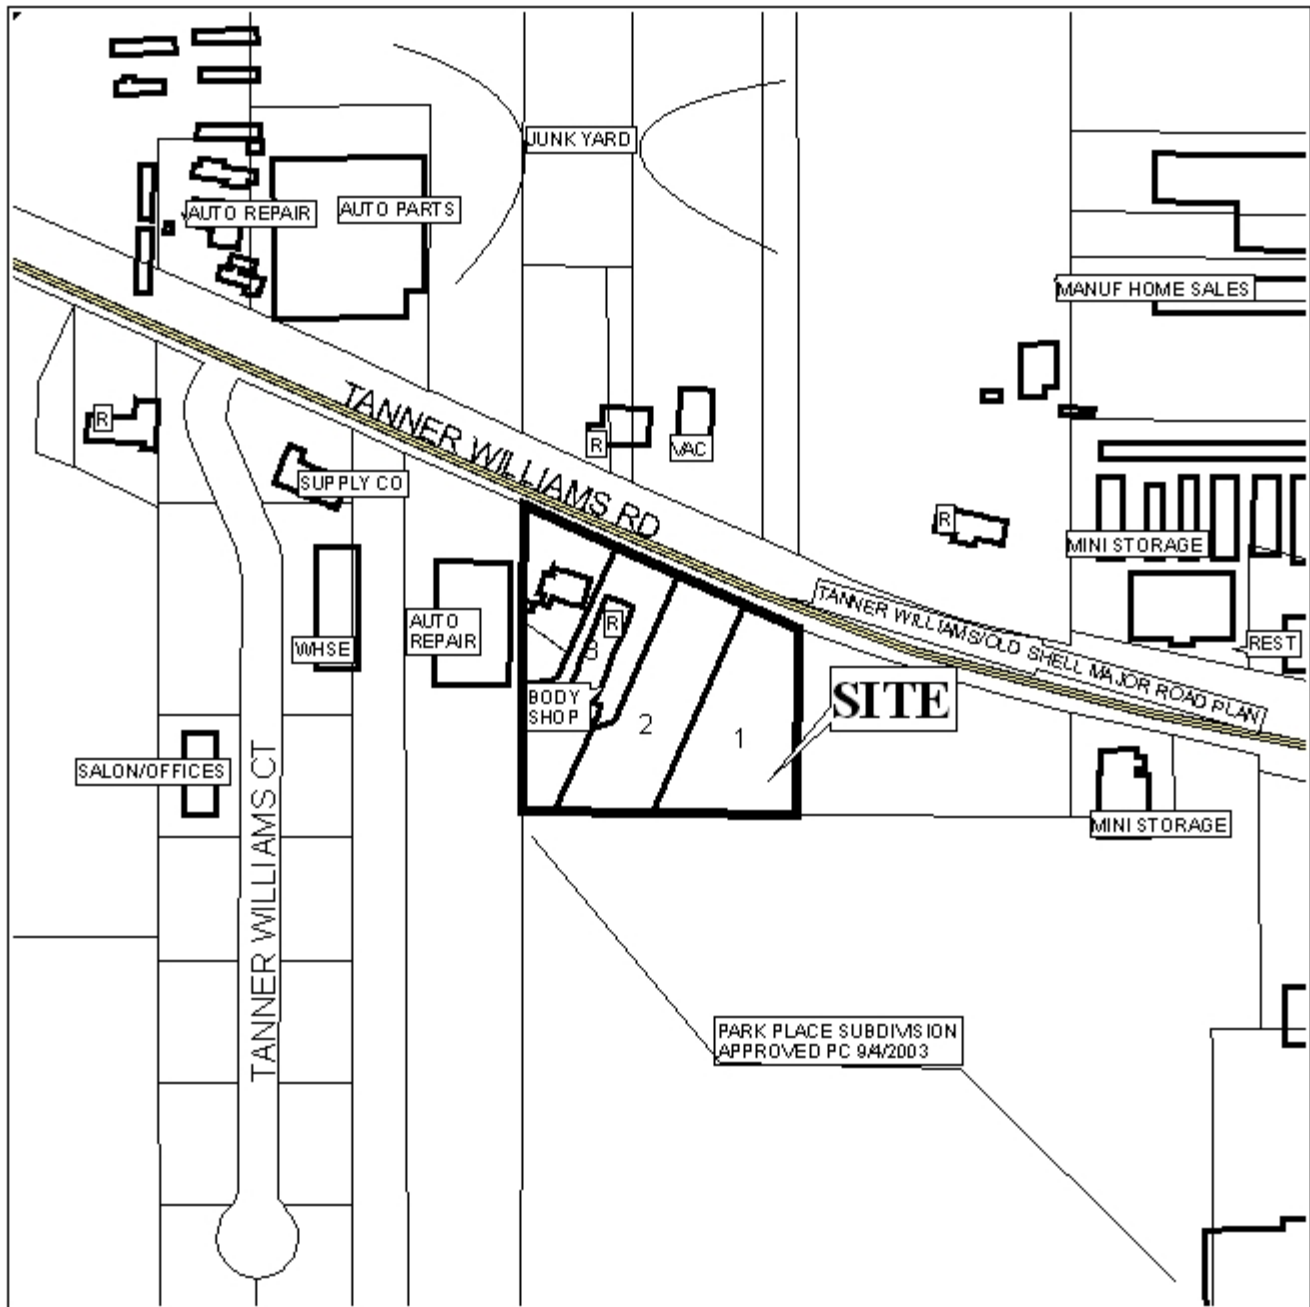 JUNK YARD
AUTO REPAIR
AUTO PARTS
MANUF HOME SALES
R
TANNER WILLIAMS RD
R
VAC
SUPPLY CO
R
MINI STORAGE
TANNER WILLIAMS/OLD SHELL MAJOR ROAD PLAN
AUTO
REPAIR
R
3
WHSE
REST
BODY
SHOP
SITE
2
1
SALON/OFFICES
TANNER WILLIAMS CT
MINI STORAGE
PARK PLACE SUBDIVISION
APPROVED PC 9/4/2003